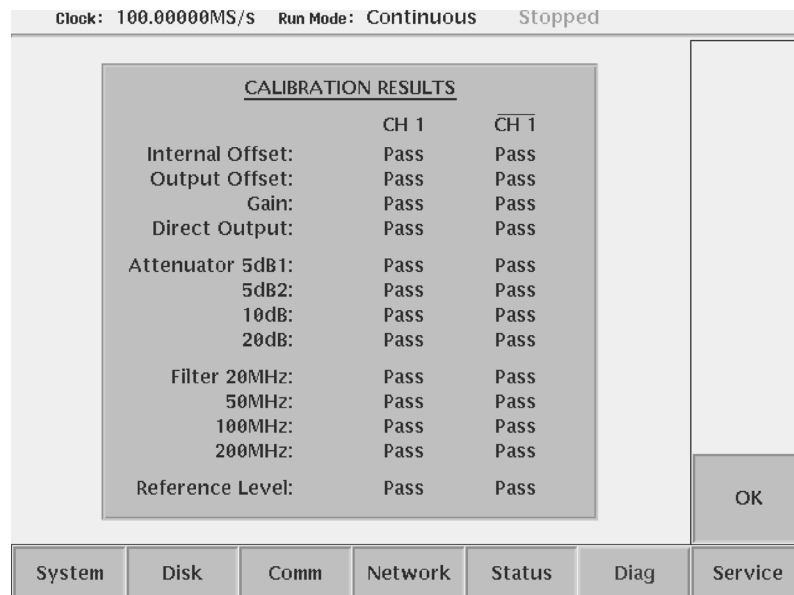 Clock: 100.00000MS/s Run Mode: Continuous Stopped
CALIBRATION RESULTS
CH 1 C̅H̅ ̅1̅
Internal Offset: Pass Pass
Output Offset: Pass Pass
Gain: Pass Pass
Direct Output: Pass Pass
Attenuator 5dB1: Pass Pass
5dB2: Pass Pass
10dB: Pass Pass
20dB: Pass Pass
Filter 20MHz: Pass Pass
50MHz: Pass Pass
100MHz: Pass Pass
200MHz: Pass Pass
Reference Level: Pass Pass
OK
System Disk Comm Network Status Diag Service